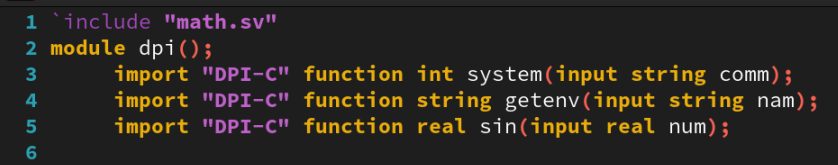 1 `include "math.sv"
2 module dpi();
3 import "DPI-C" function int system(input string comm);
4 import "DPI-C" function string getenv(input string nam);
5 import "DPI-C" function real sin(input real num);
6